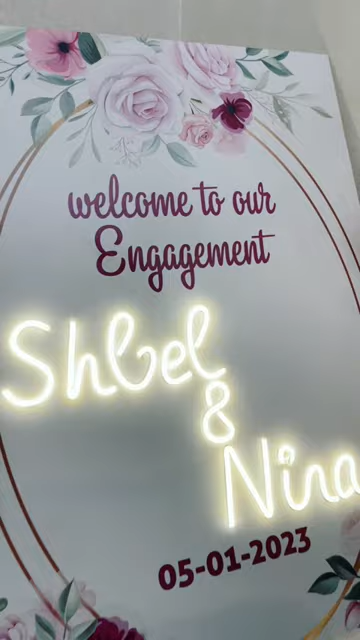 welcome to our
Engagement
Shbel
&
Nina
05-01-2023